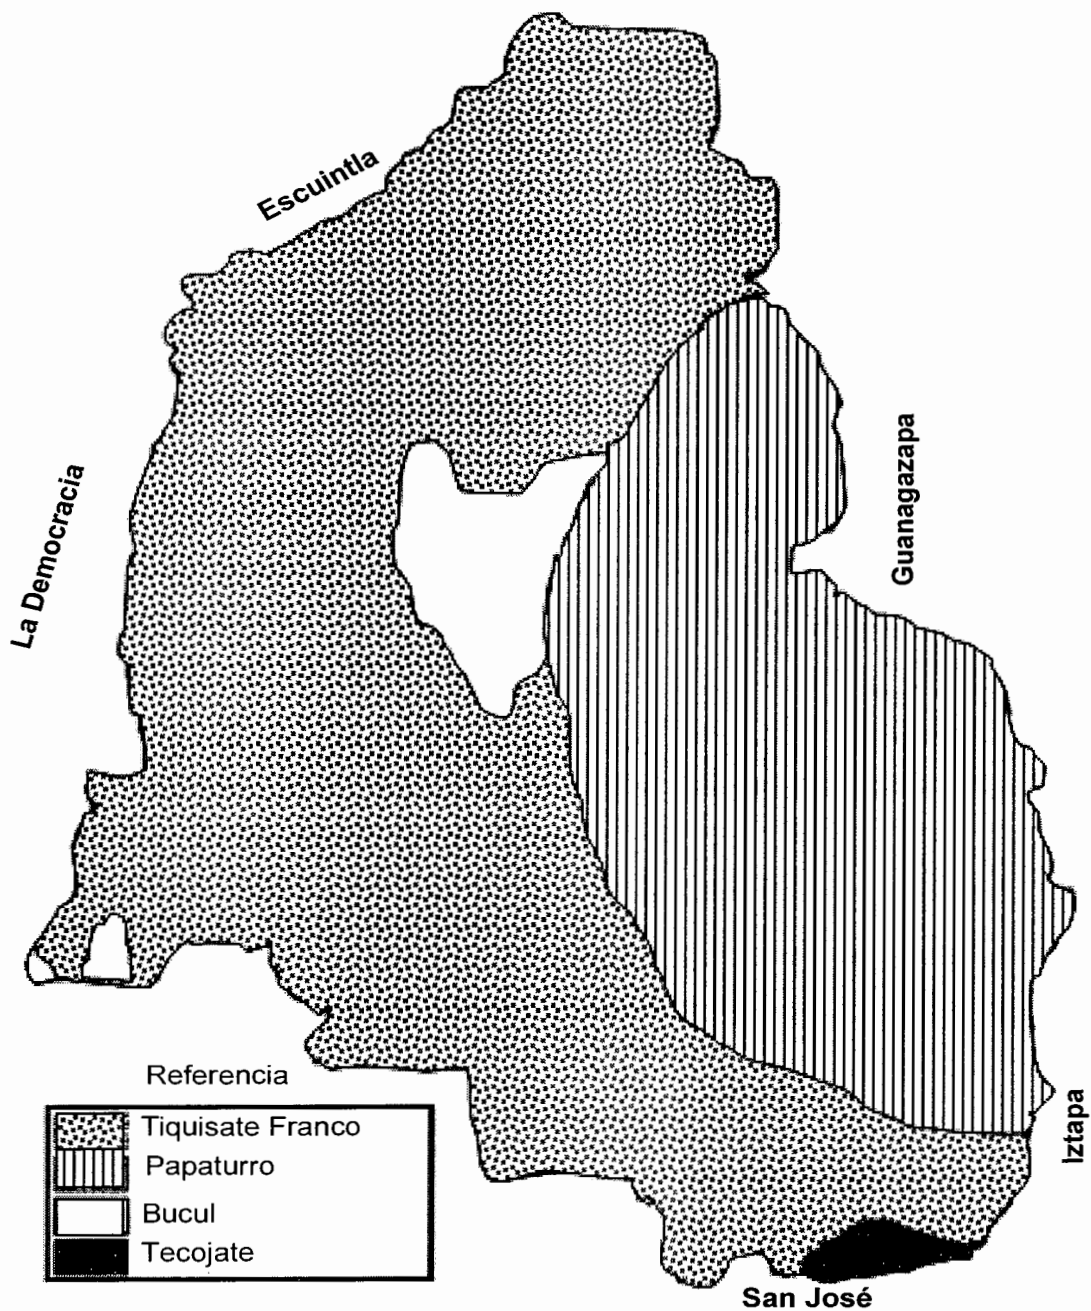 Escuintla
La Democracia
Guanagazapa
Referencia
Tiquisate Franco
Papaturro
Bucul
Tecojate
Iztapa
San José